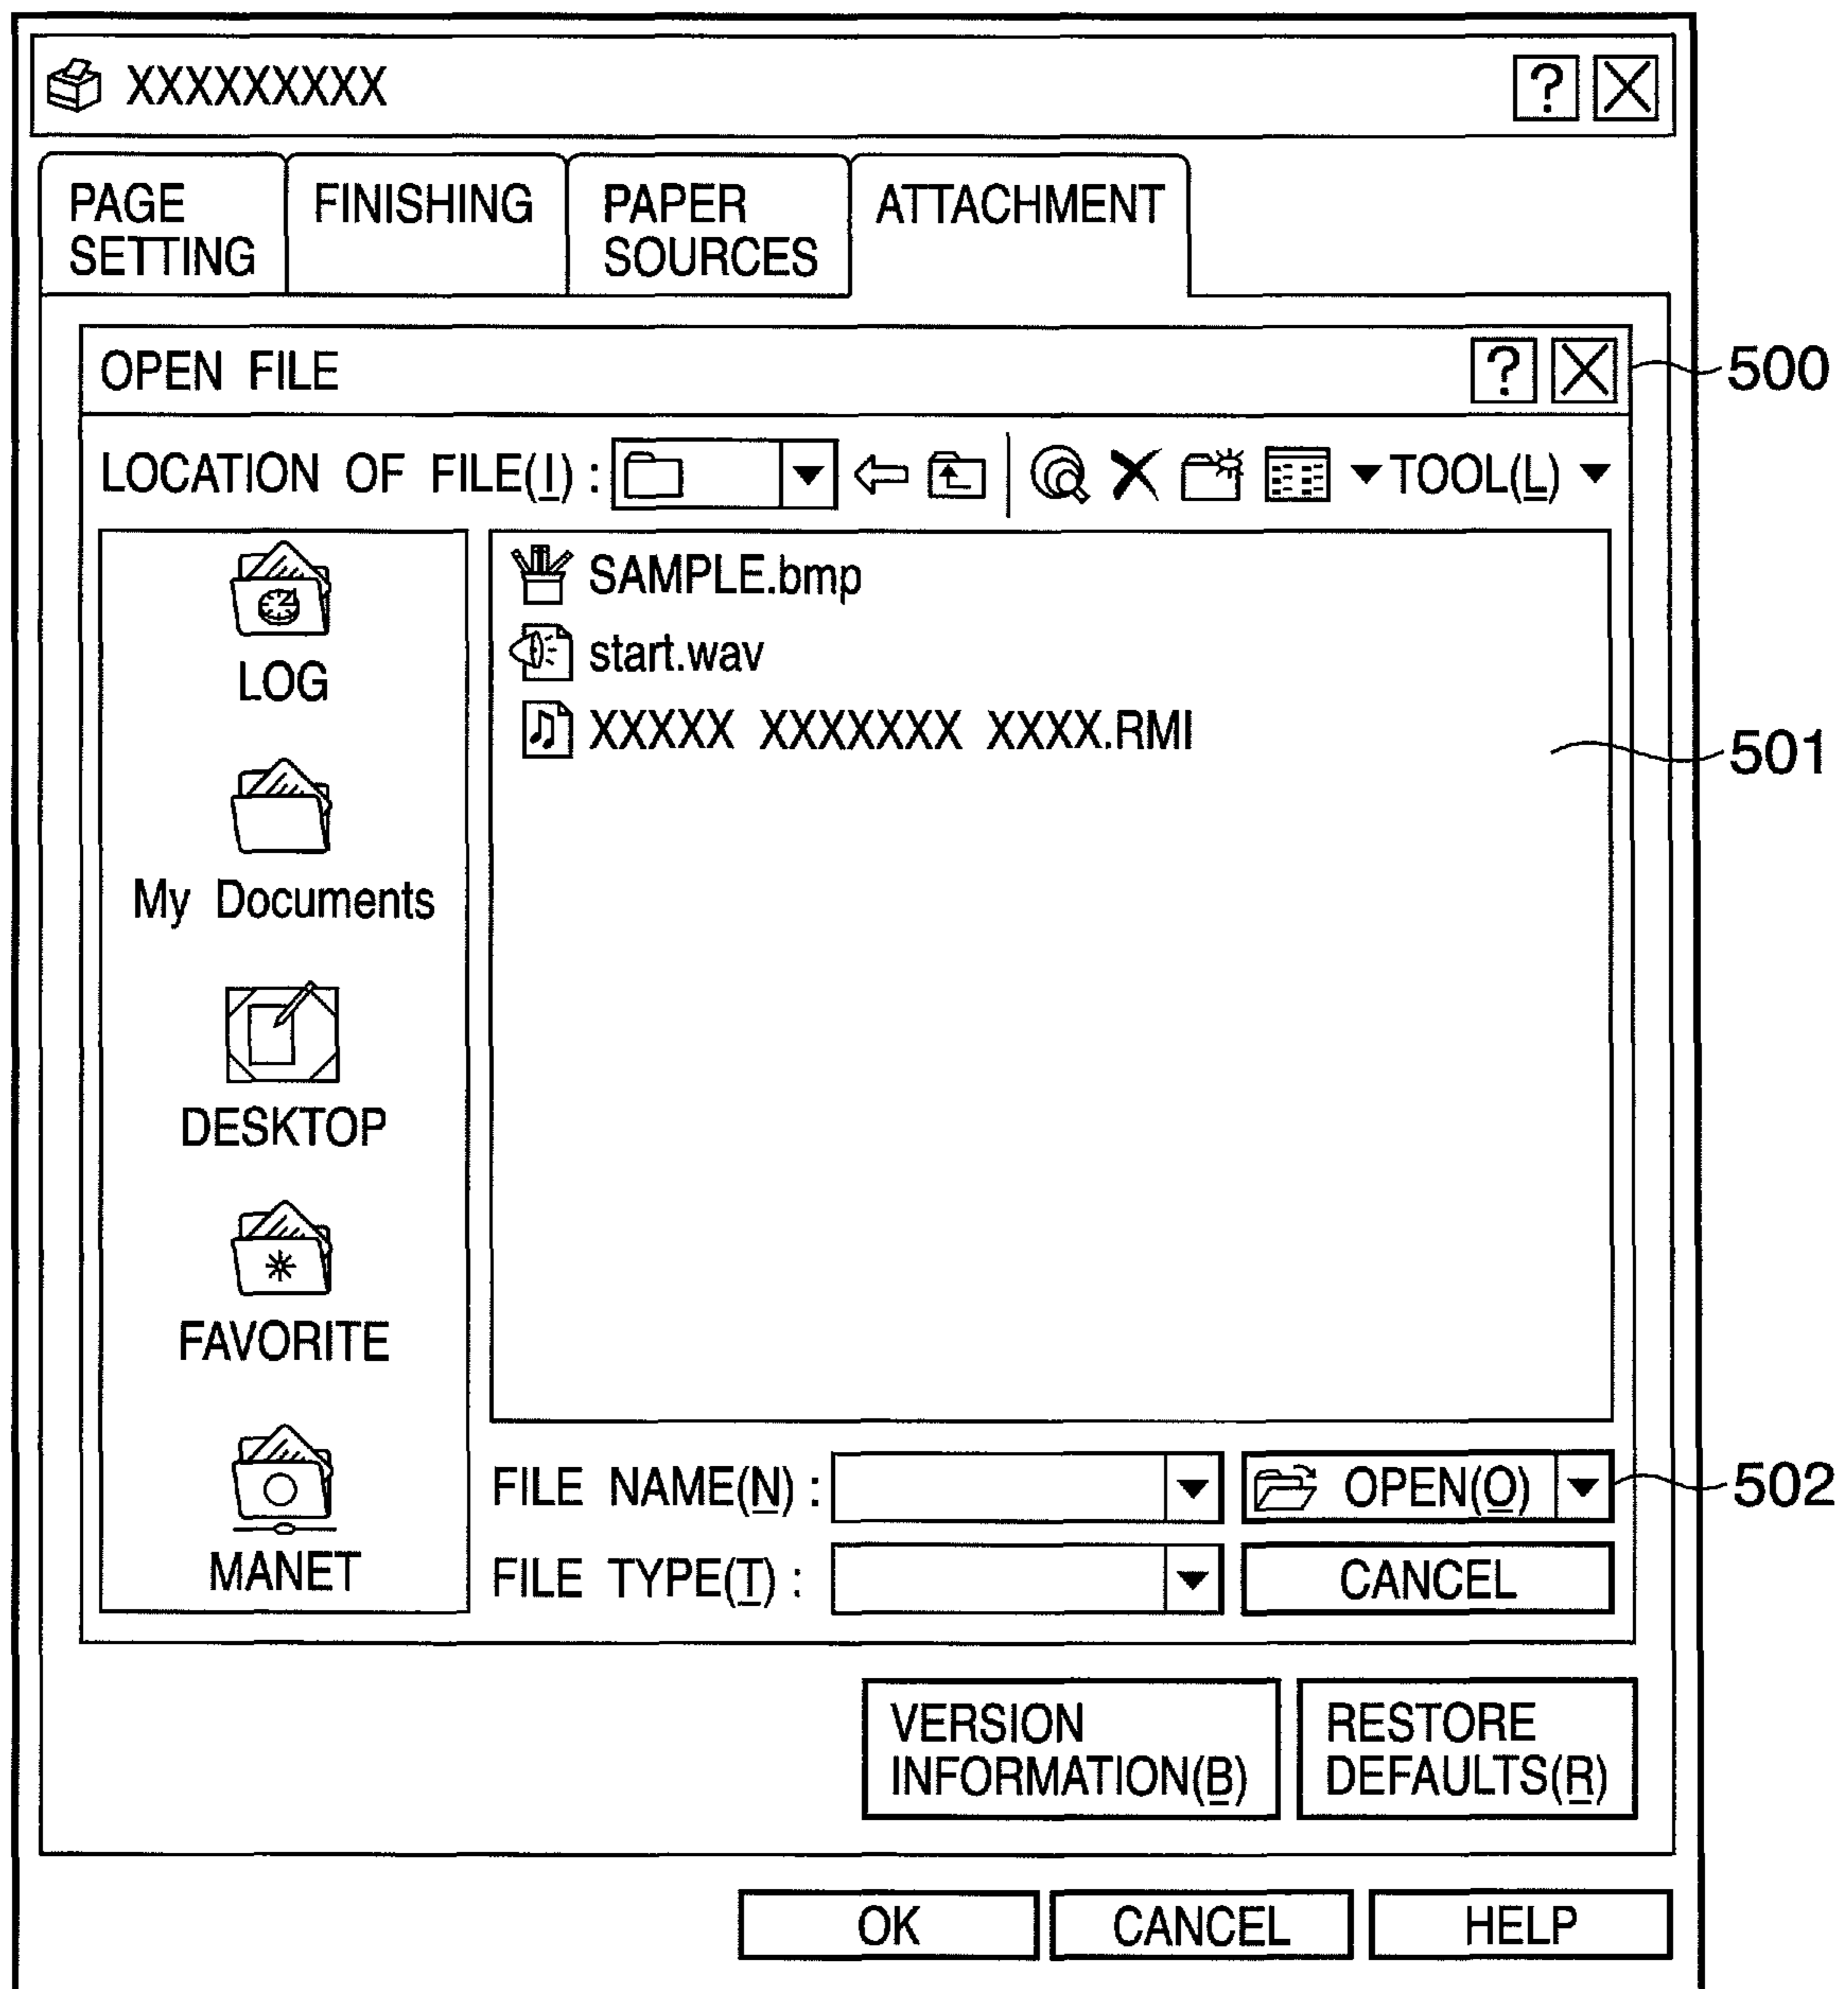 XXXXXXXXX ?
PAGE SETTING
FINISHING
PAPER SOURCES
ATTACHMENT
OPEN FILE ? 500
LOCATION OF FILE(I) : TOOL(L)
LOG
My Documents
DESKTOP
FAVORITE
MANET
SAMPLE.bmp
start.wav
XXXXX XXXXXXX XXXX.RMI
501
FILE NAME(N) : OPEN(O) 502
FILE TYPE(T) : CANCEL
VERSION INFORMATION(B)
RESTORE DEFAULTS(R)
OK CANCEL HELP